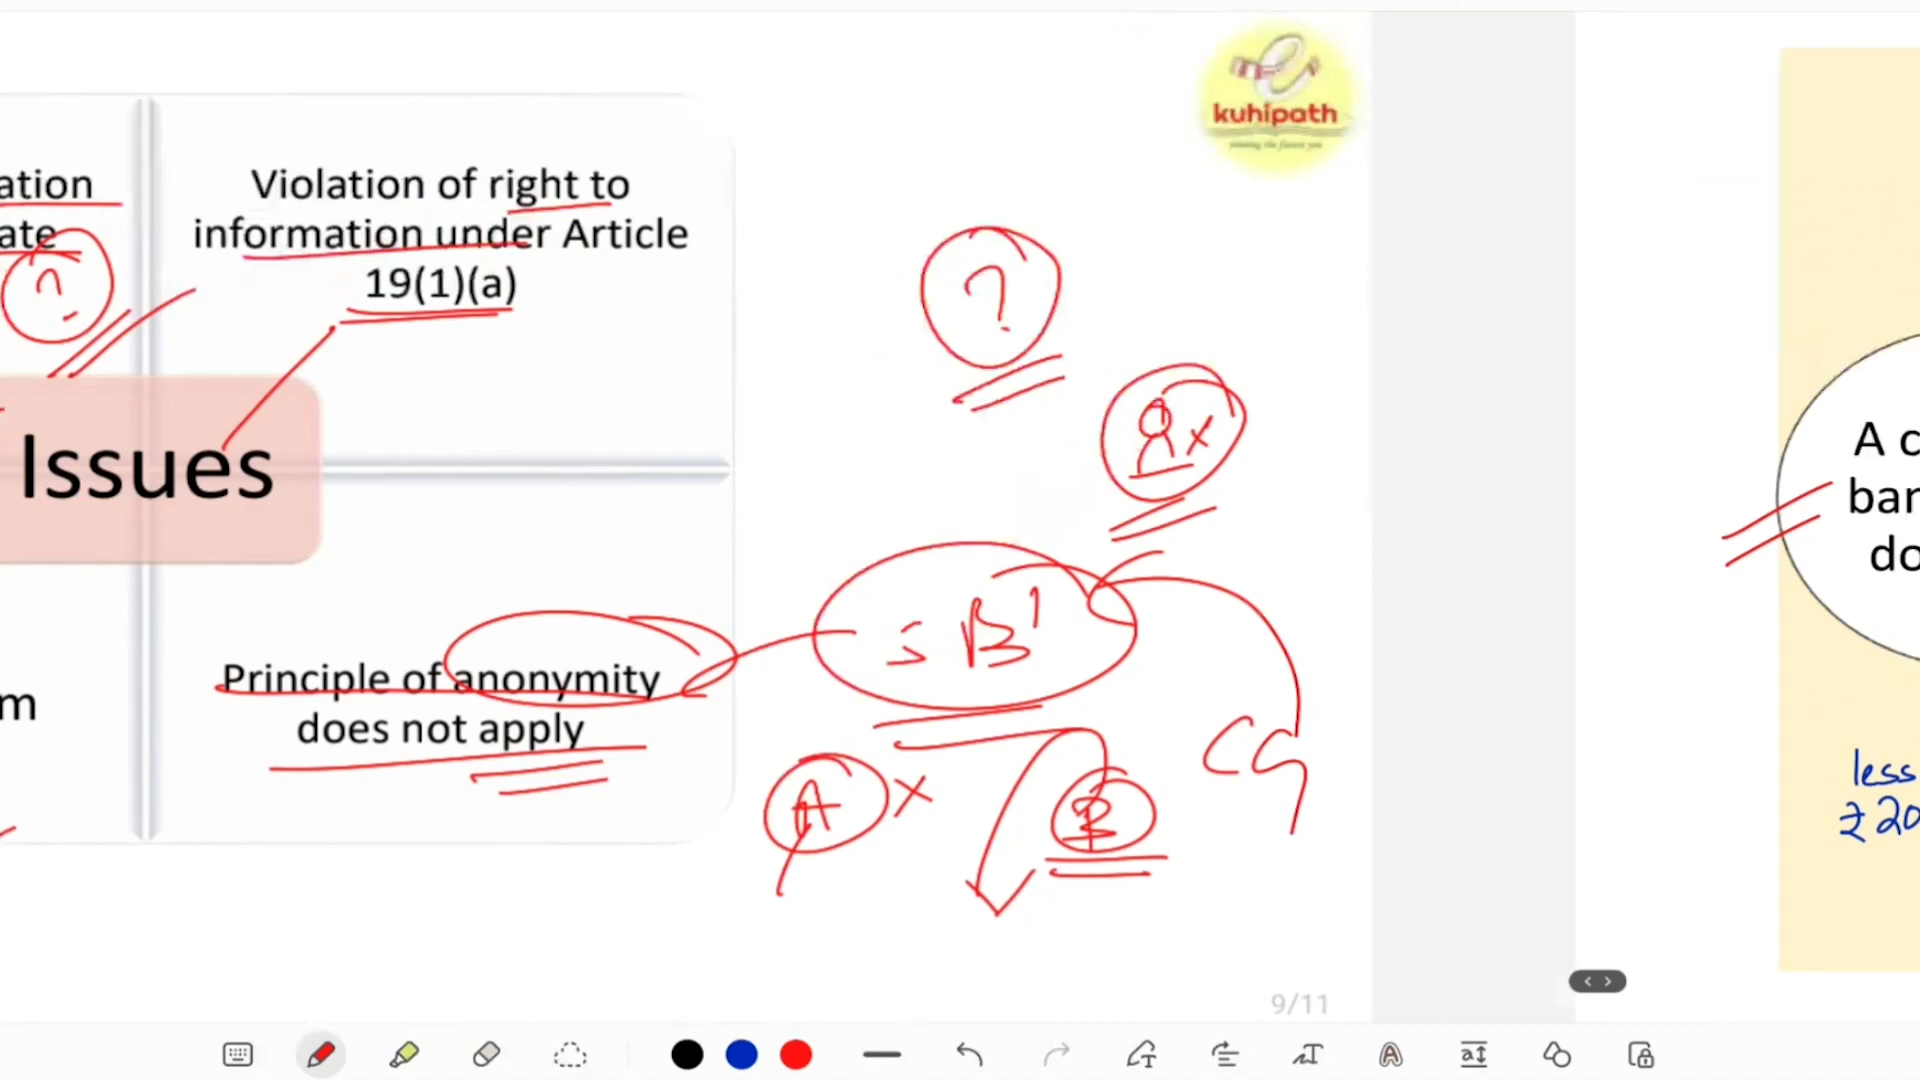 kuhipath
ation
ate
?
Violation of right to
information under Article
19(1)(a)
?
x
Issues
A c
bar
do
SBI
m
Principle of anonymity
does not apply
A x
CG
less
₹20
9/11